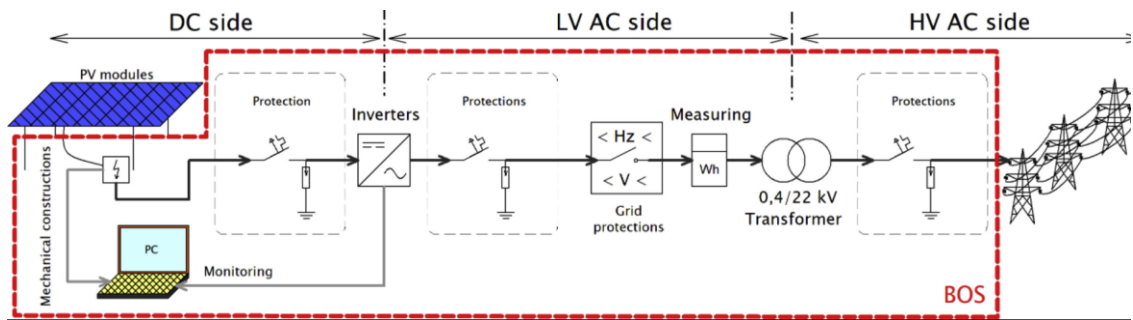 DC side
LV AC side
HV AC side
PV modules
Protection
Inverters
Protections
Measuring
Protections
< Hz <
< V <
Wh
Grid
protections
0,4/22 kV
Transformer
Mechanical constructions
PC
Monitoring
BOS